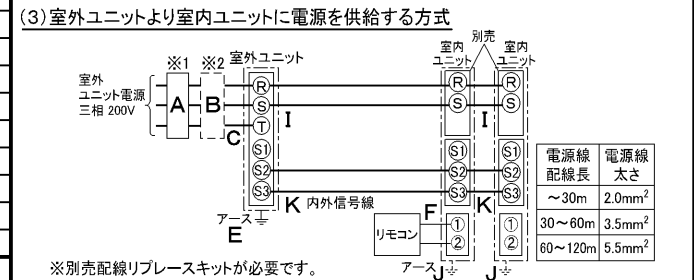 (3)室外ユニットより室内ユニットに電源を供給する方式
別売
※1 ※2 室外ユニット 室内ユニット 室内ユニット
室外
ユニット電源
三相 200V
A B C
R
S
T
S1
S2
S3
I
K 内外信号線
アース
E
R
S
S1
S2
S3
F
リモコン
①
②
アース J
I
K
R
S
S1
S2
S3
①
②
J
電源線配線長 電源線太さ
～30m 2.0mm²
30～60m 3.5mm²
60～120m 5.5mm²
※別売配線リプレースキットが必要です。